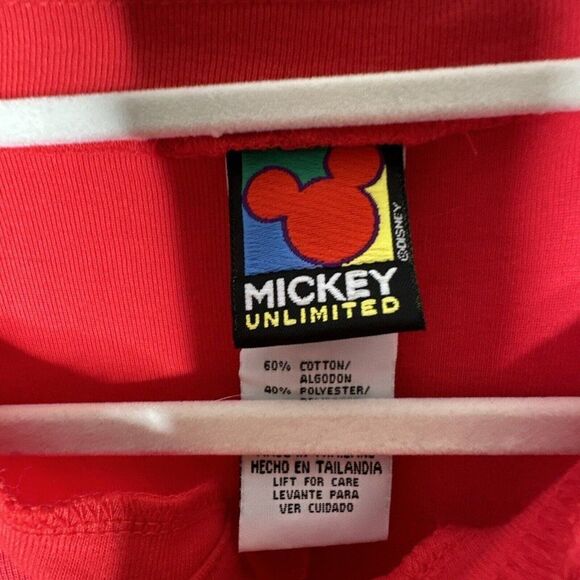 ©DISNEY
MICKEY
UNLIMITED
60% COTTON/
ALGODON
40% POLYESTER/
HECHO EN TAILANDIA
LIFT FOR CARE
LEVANTE PARA
VER CUIDADO